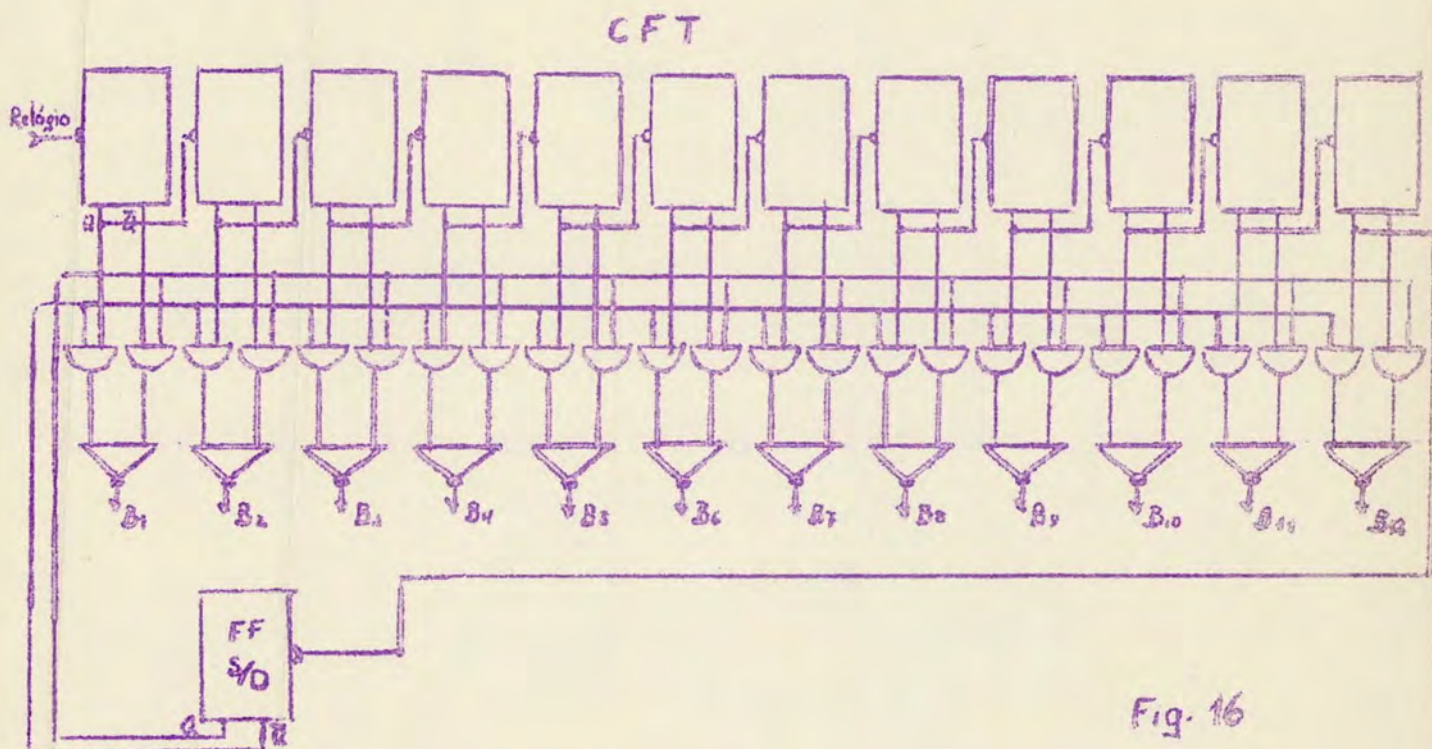 CFT
Relógio
Q Q̅
B1 B2 B3 B4 B5 B6 B7 B8 B9 B10 B11 B12
FF
S/D
Q Q̅
Fig. 16